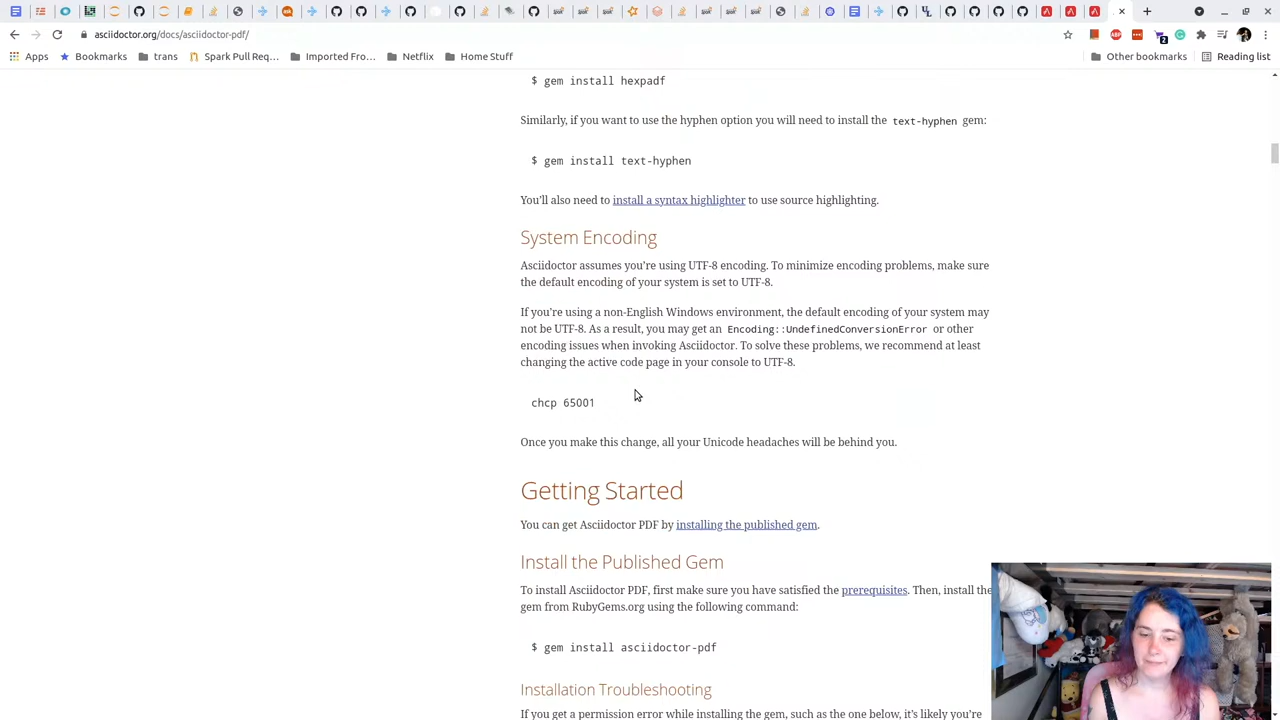 asciidoctor.org/docs/asciidoctor-pdf/
2
Apps
Bookmarks
trans
Spark Pull Req...
Imported Fro...
Netflix
Home Stuff
Other bookmarks
Reading list
$ gem install hexpadf
Similarly, if you want to use the hyphen option you will need to install the text-hyphen gem:
$ gem install text-hyphen
You'll also need to install a syntax highlighter to use source highlighting.
System Encoding
Asciidoctor assumes you're using UTF-8 encoding. To minimize encoding problems, make sure
the default encoding of your system is set to UTF-8.
If you're using a non-English Windows environment, the default encoding of your system may
not be UTF-8. As a result, you may get an Encoding::UndefinedConversionError or other
encoding issues when invoking Asciidoctor. To solve these problems, we recommend at least
changing the active code page in your console to UTF-8.
chcp 65001
Once you make this change, all your Unicode headaches will be behind you.
Getting Started
You can get Asciidoctor PDF by installing the published gem.
Install the Published Gem
To install Asciidoctor PDF, first make sure you have satisfied the prerequisites. Then, install the
gem from RubyGems.org using the following command:
$ gem install asciidoctor-pdf
Installation Troubleshooting
If you get a permission error while installing the gem, such as the one below, it's likely you're